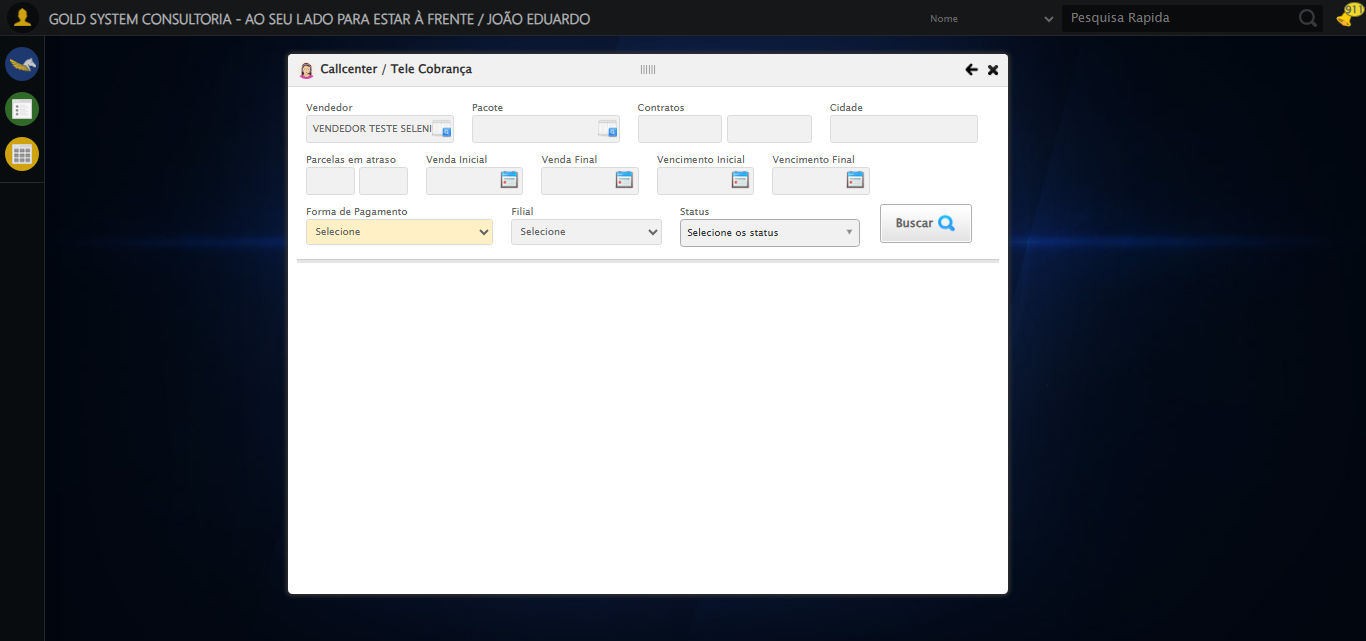 GOLD SYSTEM CONSULTORIA - AO SEU LADO PARA ESTAR À FRENTE / JOÃO EDUARDO
Nome
Pesquisa Rapida
911
Callcenter / Tele Cobrança
Vendedor
Pacote
Contratos
Cidade
VENDEDOR TESTE SELENI
Parcelas em atraso
Venda Inicial
Venda Final
Vencimento Inicial
Vencimento Final
Forma de Pagamento
Filial
Status
Selecione
Selecione
Selecione os status
Buscar